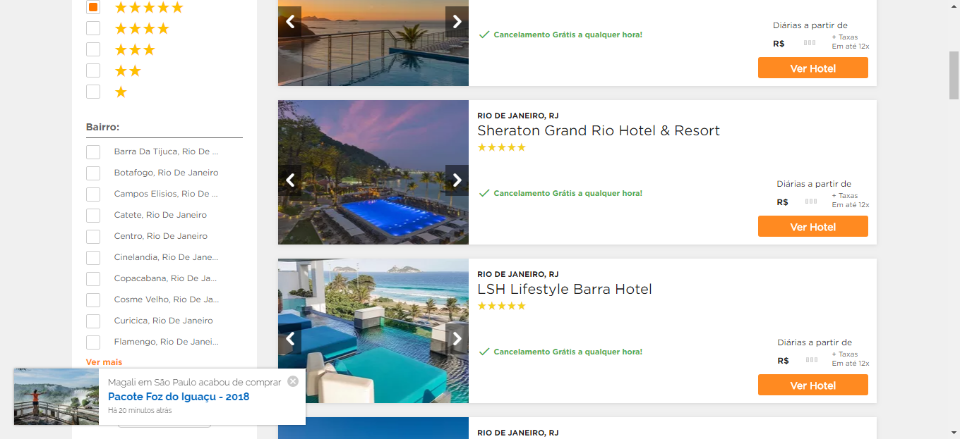 Bairro:
Barra Da Tijuca, Rio De ...
Botafogo, Rio De Janeiro
Campos Elisios, Rio De ...
Catete, Rio De Janeiro
Centro, Rio De Janeiro
Cinelandia, Rio De Jane...
Copacabana, Rio De Ja...
Cosme Velho, Rio De Ja...
Curicica, Rio De Janeiro
Flamengo, Rio De Janei...
Ver mais
Magali em São Paulo acabou de comprar
Pacote Foz do Iguaçu - 2018
Há 20 minutos atrás
Cancelamento Grátis a qualquer hora!
Diárias a partir de
R$
+ Taxas
Em até 12x
Ver Hotel
RIO DE JANEIRO, RJ
Sheraton Grand Rio Hotel & Resort
Cancelamento Grátis a qualquer hora!
Diárias a partir de
R$
+ Taxas
Em até 12x
Ver Hotel
RIO DE JANEIRO, RJ
LSH Lifestyle Barra Hotel
Cancelamento Grátis a qualquer hora!
Diárias a partir de
R$
+ Taxas
Em até 12x
Ver Hotel
RIO DE JANEIRO, RJ